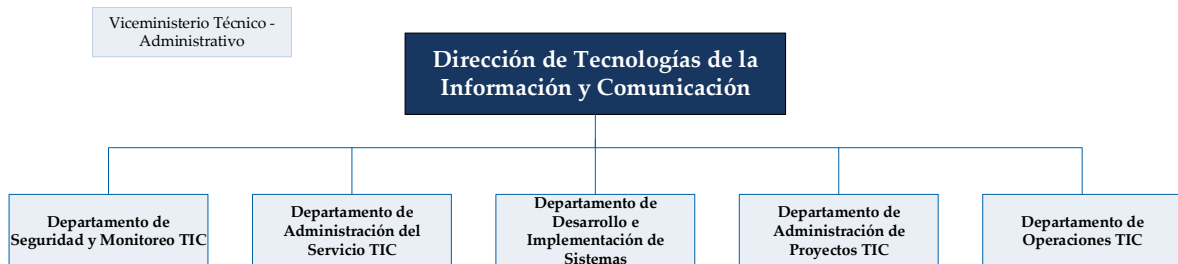 Viceministerio Técnico -
Administrativo
Dirección de Tecnologías de la
Información y Comunicación
Departamento de
Seguridad y Monitoreo TIC
Departamento de
Administración del
Servicio TIC
Departamento de
Desarrollo e
Implementación de
Sistemas
Departamento de
Administración de
Proyectos TIC
Departamento de
Operaciones TIC